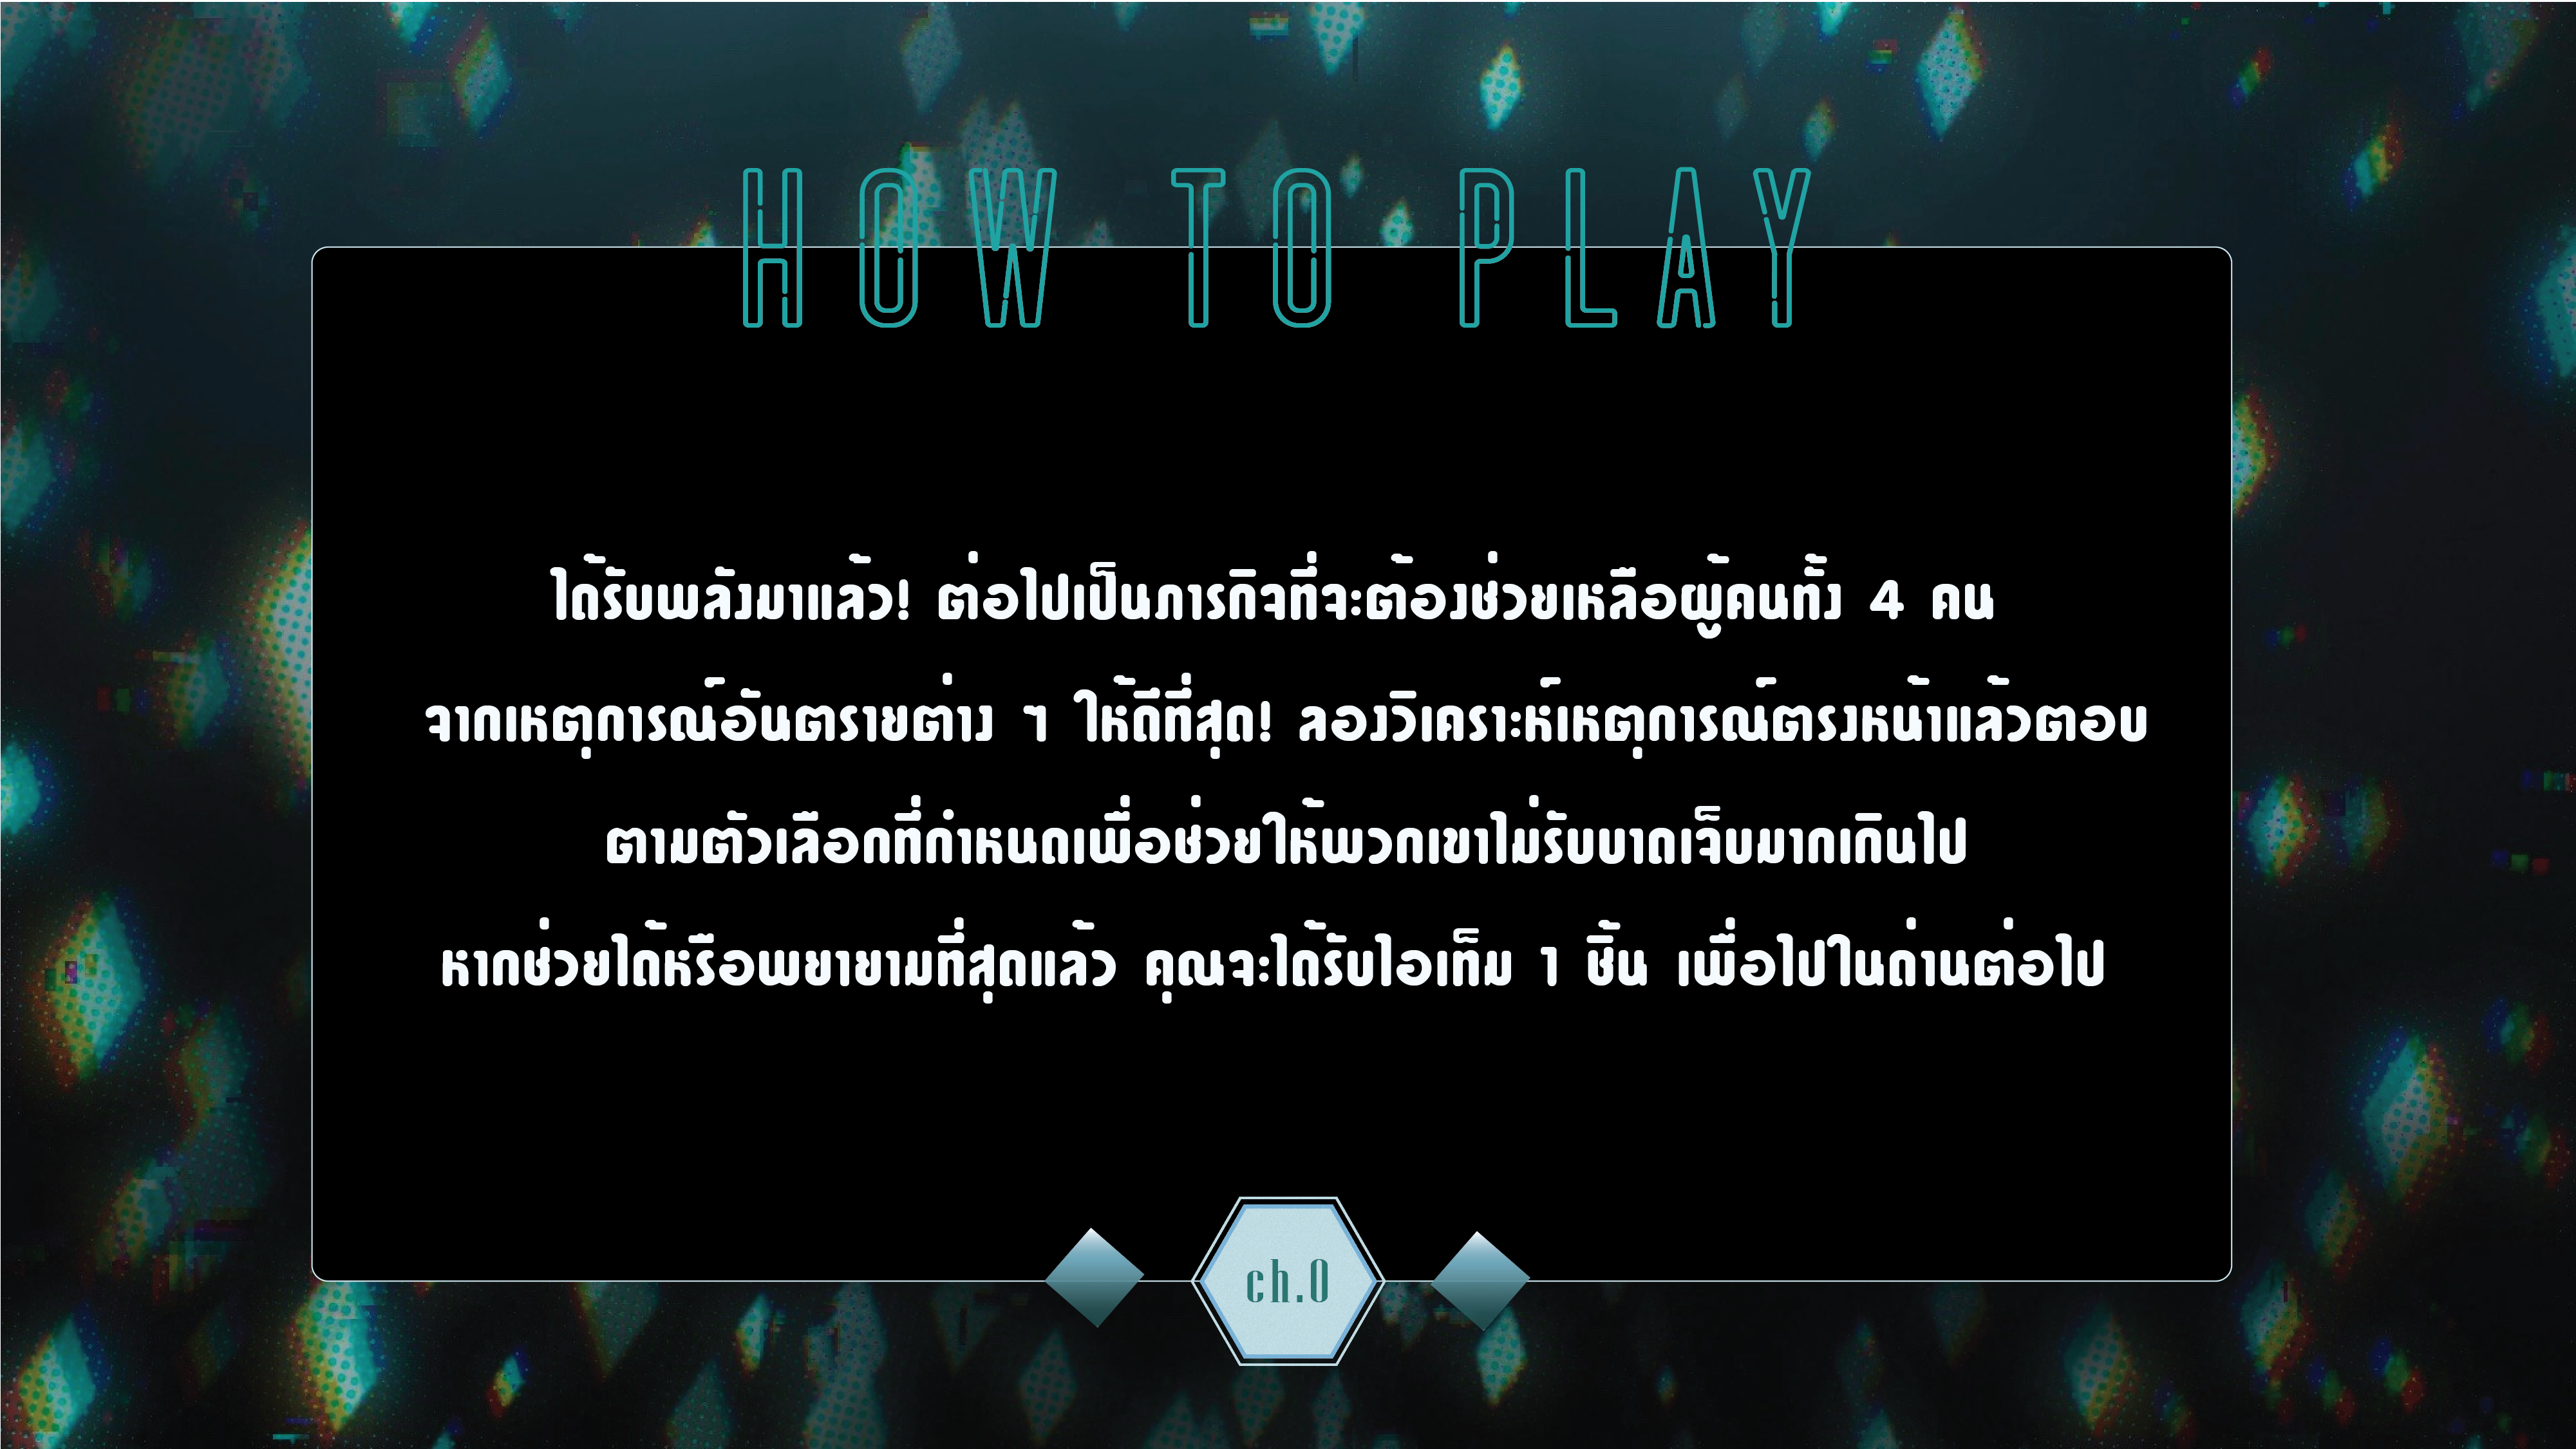 HOW TO PLAY
ได้รับพลังมาแล้ว! ต่อไปเป็นภารกิจที่จะต้องช่วยเหลือผู้คนทั้ง 4 คน
จากเหตุการณ์อันตรายต่าง ๆ ให้ดีที่สุด! ลองวิเคราะห์เหตุการณ์ตรงหน้าแล้วตอบ
ตามตัวเลือกที่กำหนดเพื่อช่วยให้พวกเขาไม่รับบาดเจ็บมากเกินไป
หากช่วยได้หรือพยายามที่สุดแล้ว คุณจะได้รับไอเท็ม 1 ชิ้น เพื่อไปในด่านต่อไป
ch.0